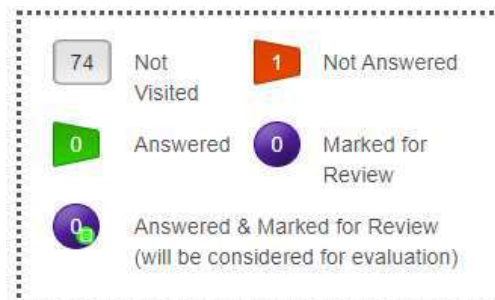 74 Not Visited
1 Not Answered
0 Answered
0 Marked for Review
0 Answered & Marked for Review
(will be considered for evaluation)